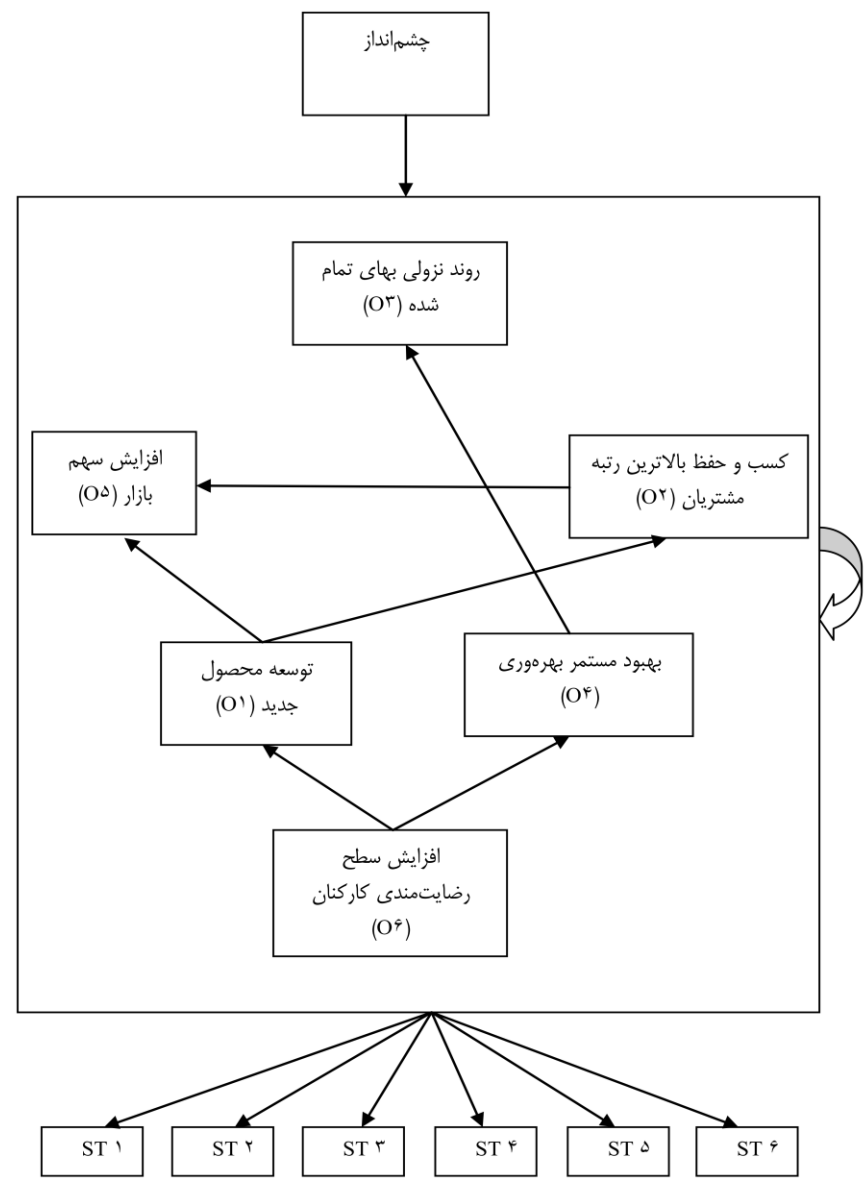 چشم‌انداز
روند نزولی بهای تمام
شده (O۳)
افزایش سهم
بازار (O۵)
کسب و حفظ بالاترین رتبه
مشتریان (O۲)
توسعه محصول
جدید (O۱)
بهبود مستمر بهره‌وری
(O۴)
افزایش سطح
رضایت‌مندی کارکنان
(O۶)
ST ۱
ST ۲
ST ۳
ST ۴
ST ۵
ST ۶